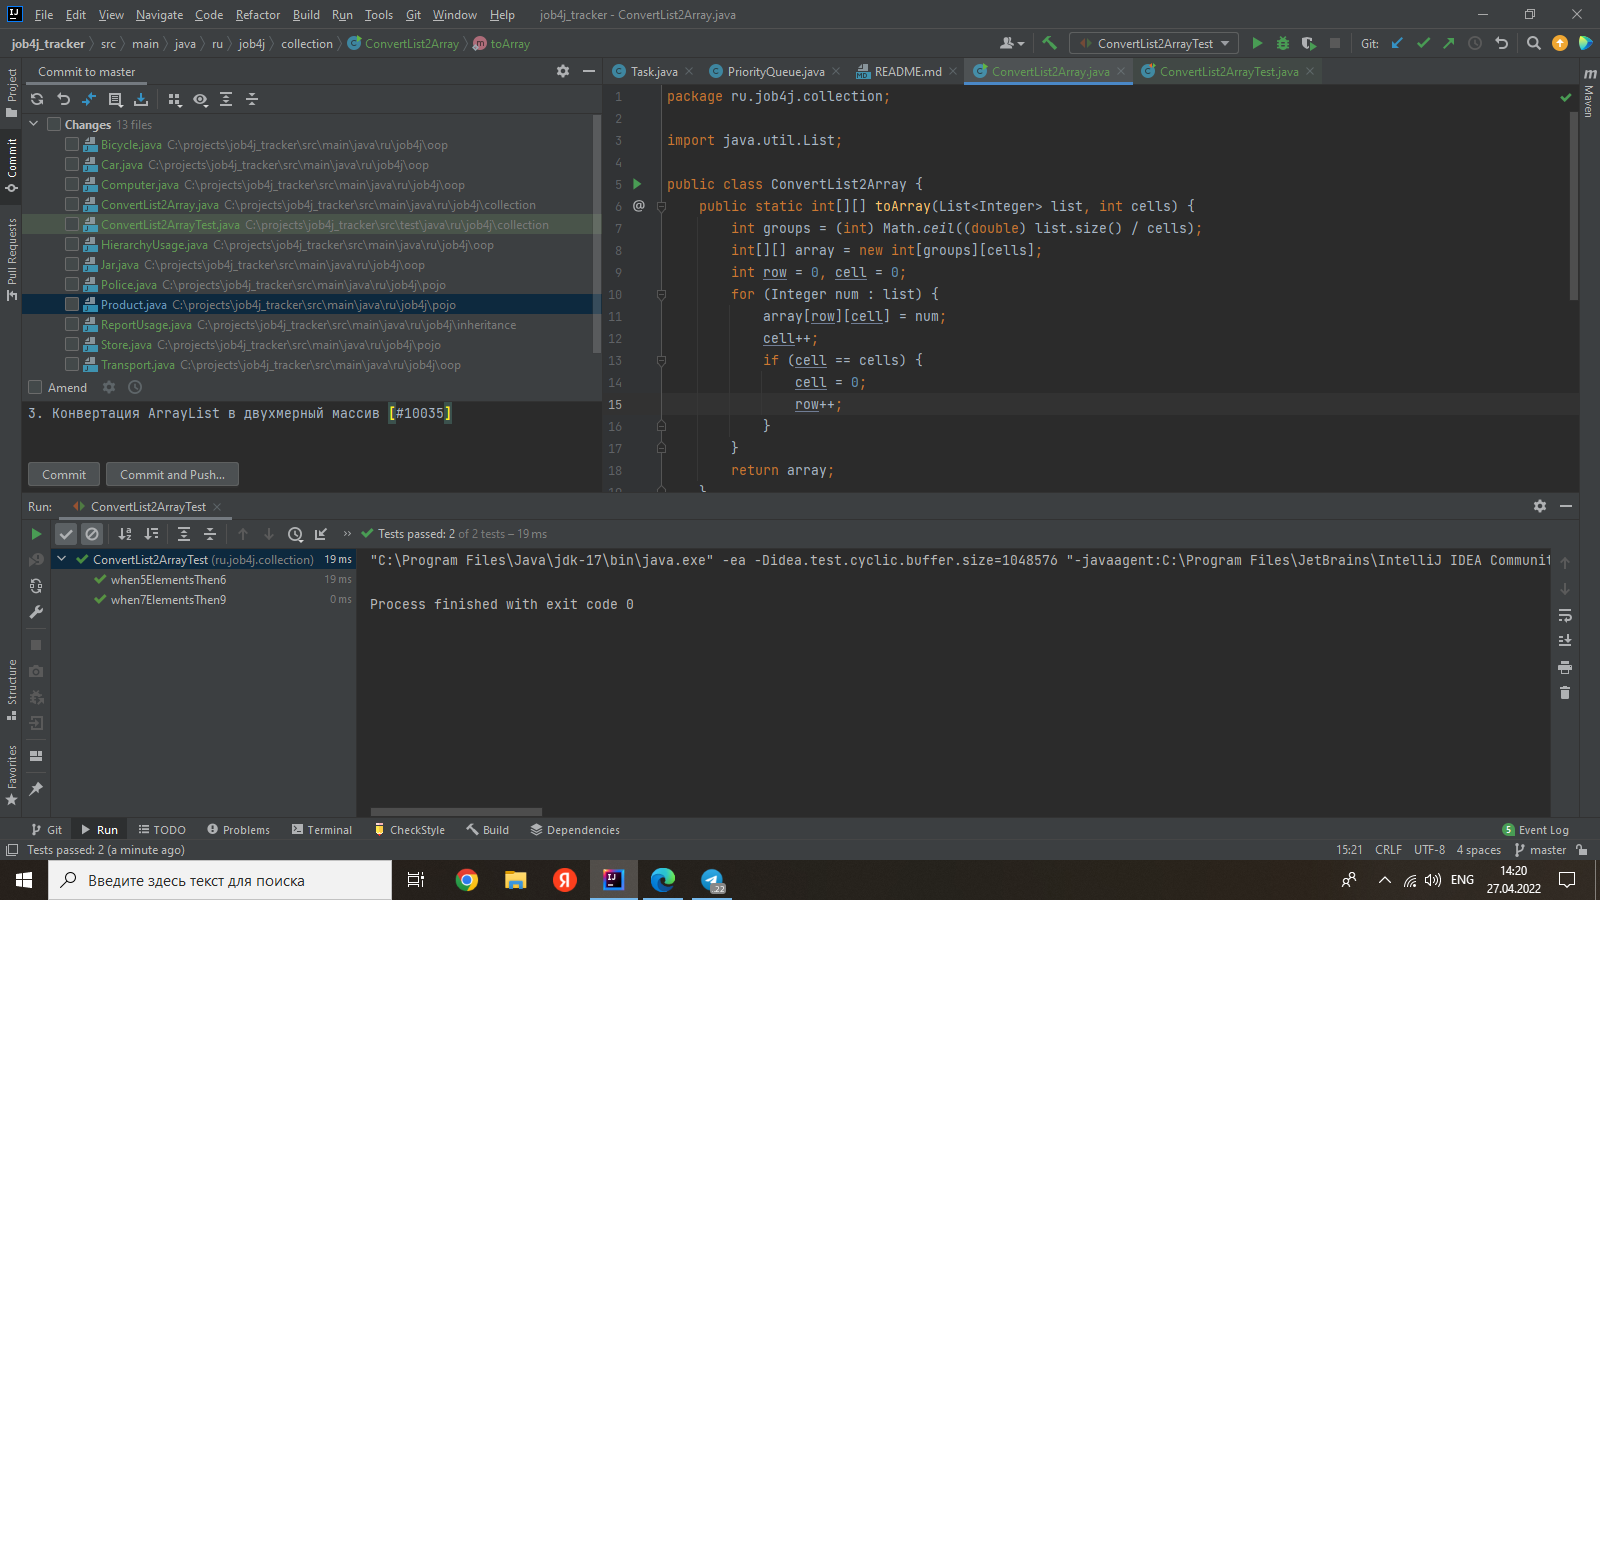 File Edit View Navigate Code Refactor Build Run Tools Git Window Help job4j_tracker - ConvertList2Array.java
job4j_tracker src main java ru job4j collection ConvertList2Array toArray ConvertList2ArrayTest Git:
Commit to master
Task.java PriorityQueue.java README.md ConvertList2Array.java ConvertList2ArrayTest.java
Project
Commit
Pull Requests
Structure
Favorites
Maven
Changes 13 files
Bicycle.java C:\projects\job4j_tracker\src\main\java\ru\job4j\oop
Car.java C:\projects\job4j_tracker\src\main\java\ru\job4j\oop
Computer.java C:\projects\job4j_tracker\src\main\java\ru\job4j\oop
ConvertList2Array.java C:\projects\job4j_tracker\src\main\java\ru\job4j\collection
ConvertList2ArrayTest.java C:\projects\job4j_tracker\src\test\java\ru\job4j\collection
HierarchyUsage.java C:\projects\job4j_tracker\src\main\java\ru\job4j\oop
Jar.java C:\projects\job4j_tracker\src\main\java\ru\job4j\oop
Police.java C:\projects\job4j_tracker\src\main\java\ru\job4j\pojo
Product.java C:\projects\job4j_tracker\src\main\java\ru\job4j\pojo
ReportUsage.java C:\projects\job4j_tracker\src\main\java\ru\job4j\inheritance
Store.java C:\projects\job4j_tracker\src\main\java\ru\job4j\pojo
Transport.java C:\projects\job4j_tracker\src\main\java\ru\job4j\oop
Amend
3. Конвертация ArrayList в двухмерный массив [#10035]
Commit Commit and Push...
1 package ru.job4j.collection;
2
3 import java.util.List;
4
5 public class ConvertList2Array {
6 @ public static int[][] toArray(List<Integer> list, int cells) {
7 int groups = (int) Math.ceil((double) list.size() / cells);
8 int[][] array = new int[groups][cells];
9 int row = 0, cell = 0;
10 for (Integer num : list) {
11 array[row][cell] = num;
12 cell++;
13 if (cell == cells) {
14 cell = 0;
15 row++;
16 }
17 }
18 return array;
19 }
Run: ConvertList2ArrayTest
Tests passed: 2 of 2 tests – 19 ms
ConvertList2ArrayTest (ru.job4j.collection) 19 ms
when5ElementsThen6 19 ms
when7ElementsThen9 0 ms
"C:\Program Files\Java\jdk-17\bin\java.exe" -ea -Didea.test.cyclic.buffer.size=1048576 "-javaagent:C:\Program Files\JetBrains\IntelliJ IDEA Communit
Process finished with exit code 0
Git Run TODO Problems Terminal CheckStyle Build Dependencies 5 Event Log
Tests passed: 2 (a minute ago) 15:21 CRLF UTF-8 4 spaces master
Введите здесь текст для поиска
22
ENG
14:20
27.04.2022